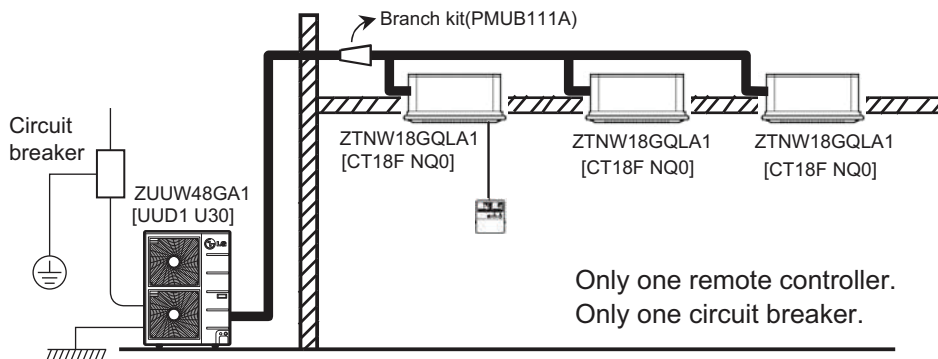 Branch kit(PMUB111A)
Circuit
breaker
ZTNW18GQLA1
[CT18F NQ0]
ZTNW18GQLA1
[CT18F NQ0]
ZTNW18GQLA1
[CT18F NQ0]
ZUUW48GA1
[UUD1 U30]
LG
Only one remote controller.
Only one circuit breaker.